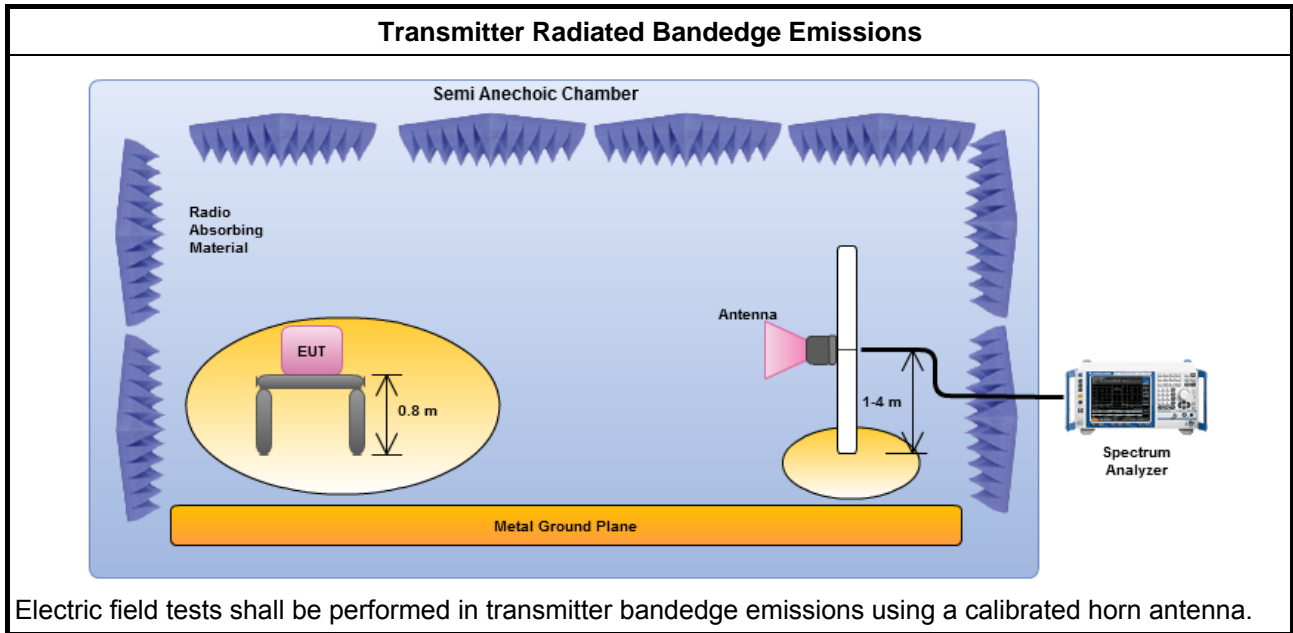 Transmitter Radiated Bandedge Emissions
Semi Anechoic Chamber
Radio
Absorbing
Material
Antenna
EUT
0.8 m
1-4 m
Spectrum
Analyzer
Metal Ground Plane
Electric field tests shall be performed in transmitter bandedge emissions using a calibrated horn antenna.